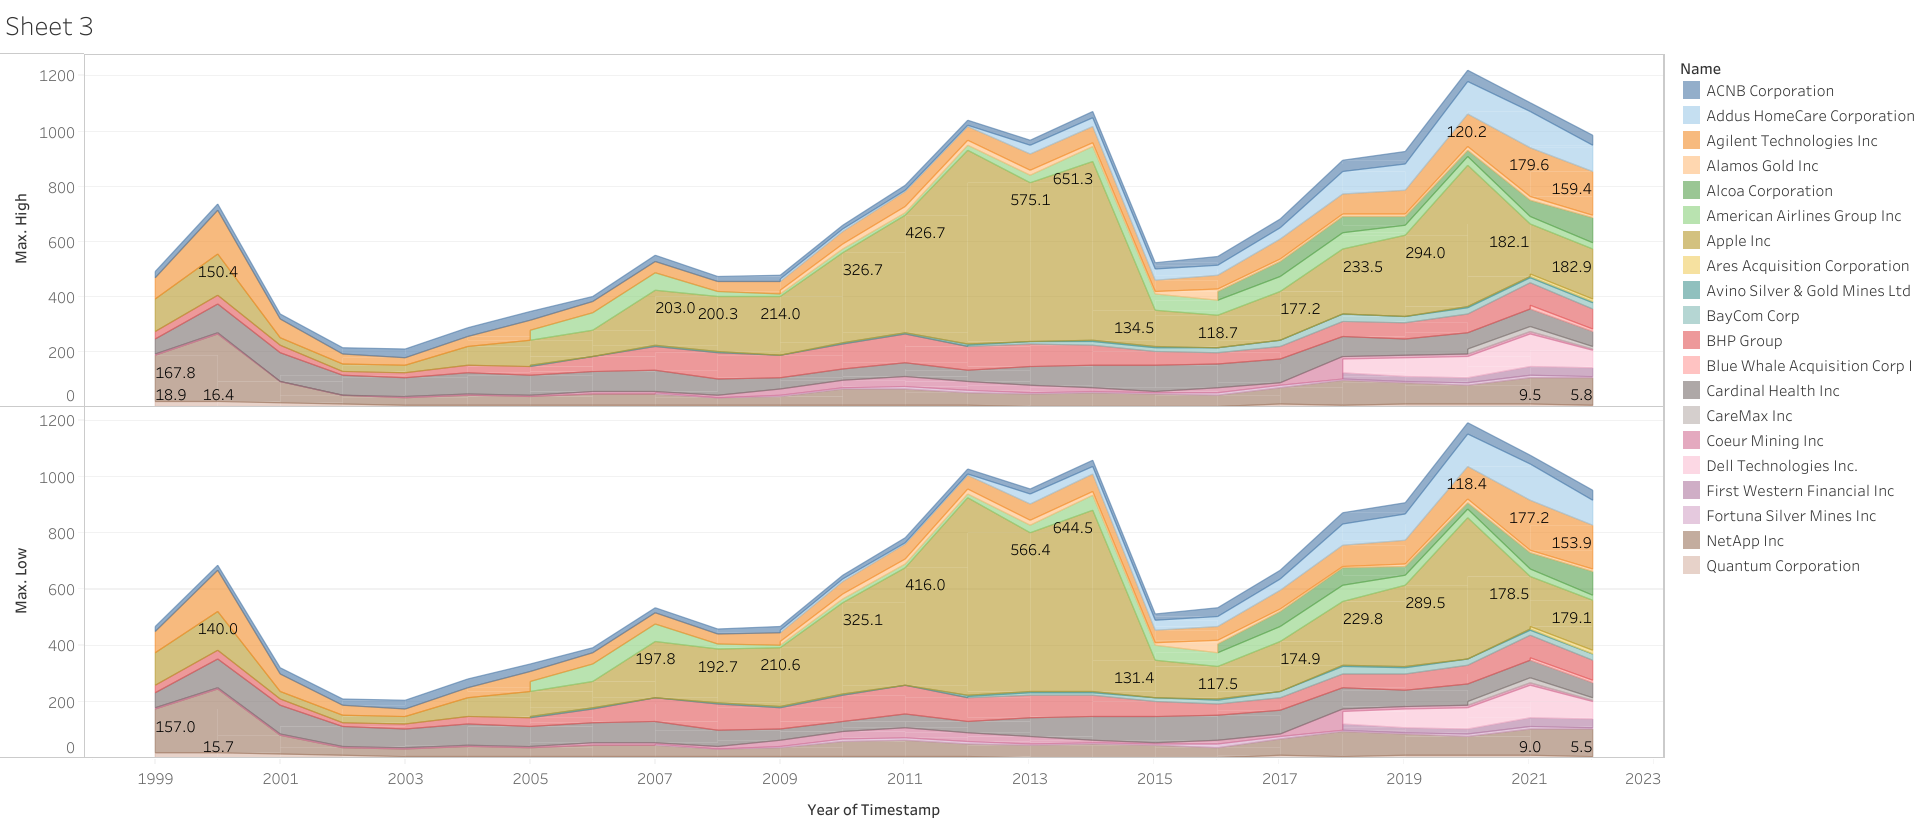 Sheet 3
Max. High
1200
1000
800
600
400
200
0
150.4
167.8
18.9
16.4
203.0
200.3
214.0
326.7
426.7
575.1
651.3
134.5
118.7
177.2
233.5
294.0
120.2
182.1
179.6
159.4
182.9
9.5
5.8
Max. Low
1200
1000
800
600
400
200
0
140.0
157.0
15.7
197.8
192.7
210.6
325.1
416.0
566.4
644.5
131.4
117.5
174.9
229.8
289.5
118.4
178.5
177.2
153.9
179.1
9.0
5.5
1999
2001
2003
2005
2007
2009
2011
2013
2015
2017
2019
2021
2023
Year of Timestamp
Name
ACNB Corporation
Addus HomeCare Corporation
Agilent Technologies Inc
Alamos Gold Inc
Alcoa Corporation
American Airlines Group Inc
Apple Inc
Ares Acquisition Corporation
Avino Silver & Gold Mines Ltd
BayCom Corp
BHP Group
Blue Whale Acquisition Corp I
Cardinal Health Inc
CareMax Inc
Coeur Mining Inc
Dell Technologies Inc.
First Western Financial Inc
Fortuna Silver Mines Inc
NetApp Inc
Quantum Corporation